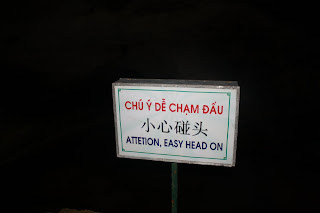 CHÚ Ý DỄ CHẠM ĐẦU
小心碰头
ATTETION, EASY HEAD ON